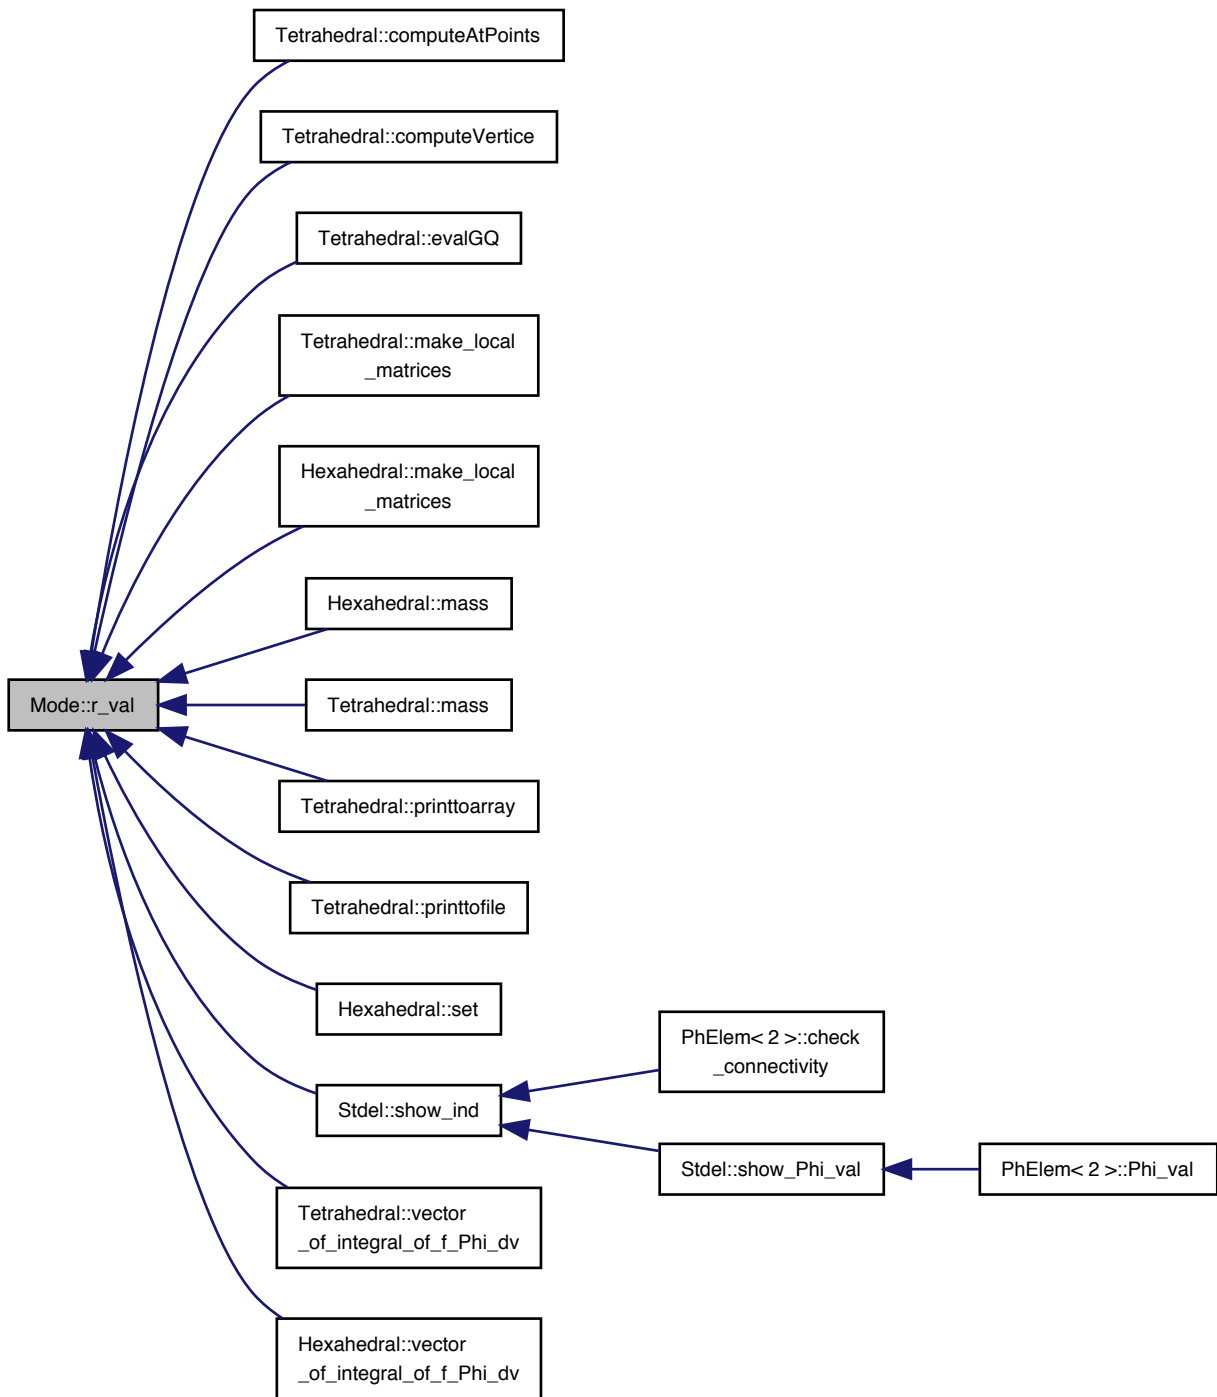 Tetrahedral::computeAtPoints
Tetrahedral::computeVertice
Tetrahedral::evalGQ
Tetrahedral::make_local
_matrices
Hexahedral::make_local
_matrices
Hexahedral::mass
Mode::r_val
Tetrahedral::mass
Tetrahedral::printtoarray
Tetrahedral::printtofile
Hexahedral::set
PhElem< 2 >::check
_connectivity
Stdel::show_ind
Stdel::show_Phi_val
PhElem< 2 >::Phi_val
Tetrahedral::vector
_of_integral_of_f_Phi_dv
Hexahedral::vector
_of_integral_of_f_Phi_dv